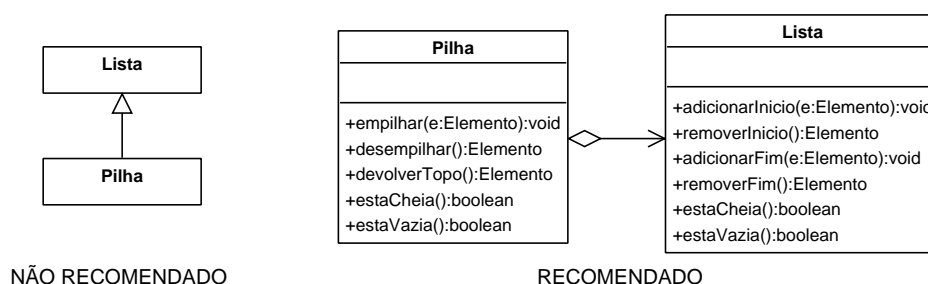 Lista
Pilha
NÃO RECOMENDADO
Pilha
+empilhar(e:Elemento):void
+desempilhar():Elemento
+devolverTopo():Elemento
+estaCheia():boolean
+estaVazia():boolean
Lista
+adicionarInicio(e:Elemento):void
+removerInicio():Elemento
+adicionarFim(e:Elemento):void
+removerFim():Elemento
+estaCheia():boolean
+estaVazia():boolean
RECOMENDADO